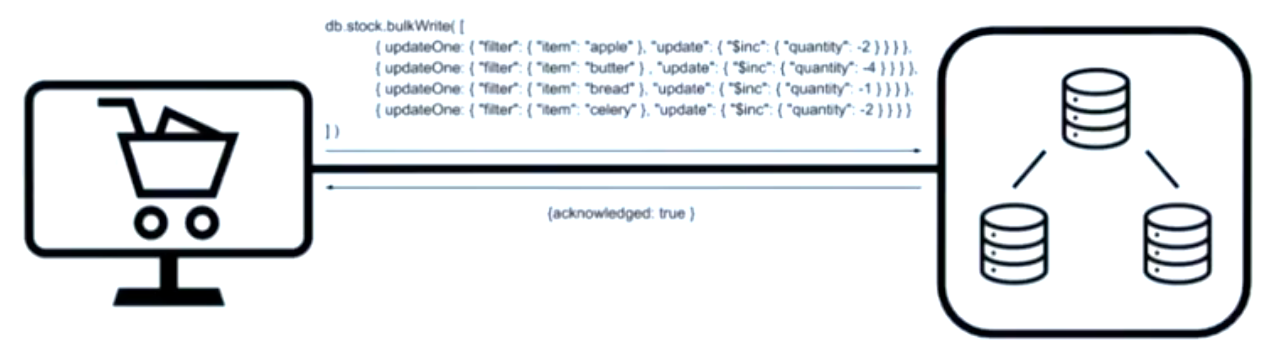 db.stock.bulkWrite( [
{ updateOne: { "filter": { "item": "apple" }, "update": { "$inc": { "quantity": -2 } } } },
{ updateOne: { "filter": { "item": "butter" } , "update": { "$inc": { "quantity": -4 } } } },
{ updateOne: { "filter": { "item": "bread" }, "update": { "$inc": { "quantity": -1 } } } },
{ updateOne: { "filter": { "item": "celery" }, "update": { "$inc": { "quantity": -2 } } } }
] )
{acknowledged: true }